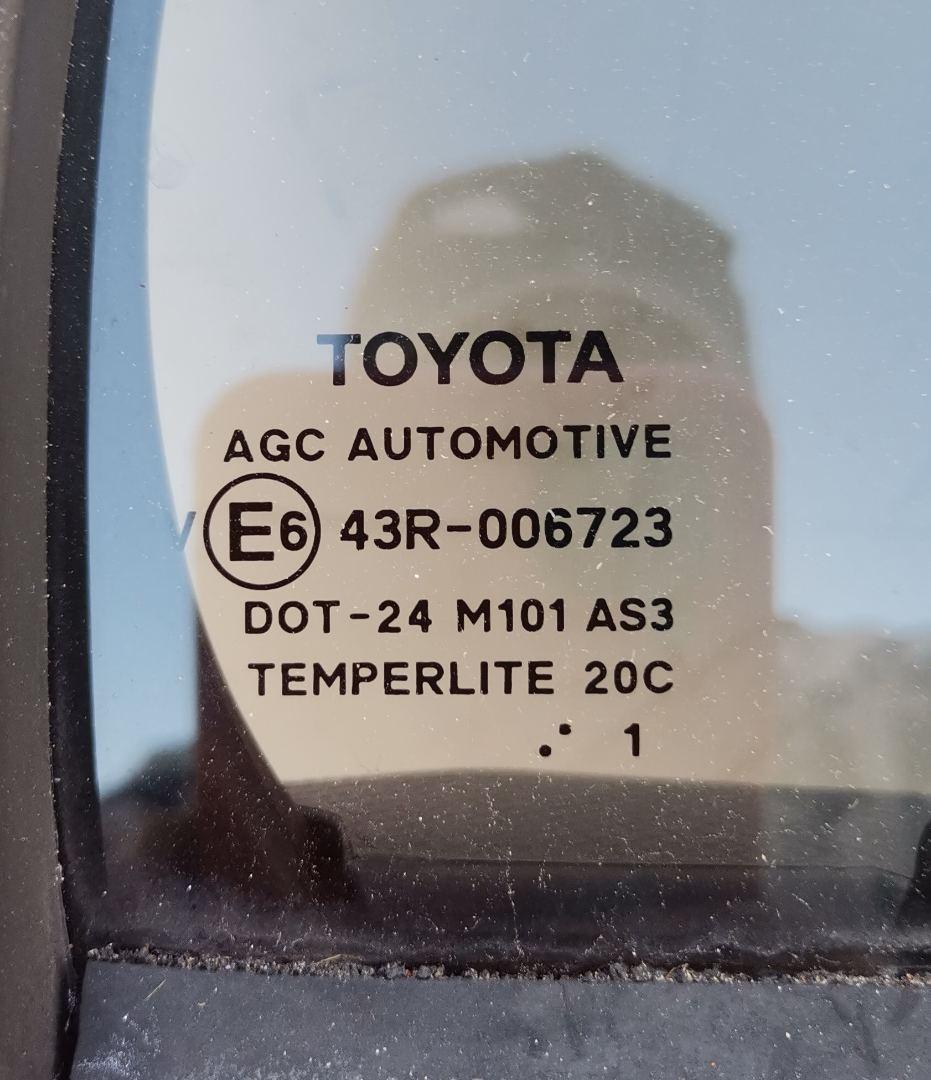 TOYOTA
AGC AUTOMOTIVE
E6 43R-006723
DOT-24 M101 AS3
TEMPERLITE 20C
.· 1